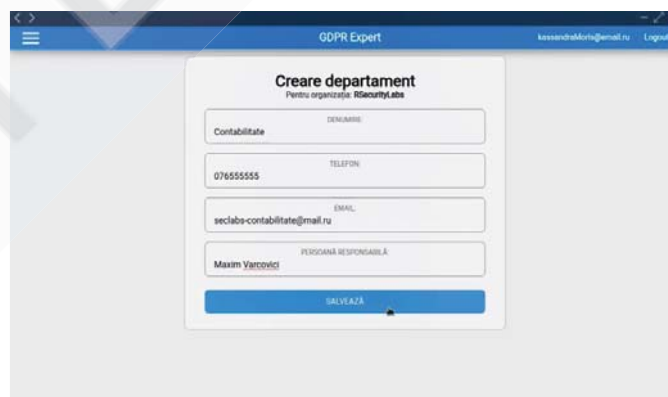 GDPR Expert
kassandraMoris@email.ru Logout
Creare departament
Pentru organizația: RSecurityLabs
DENUMIRE:
Contabilitate
TELEFON:
076555555
EMAIL:
seclabs-contabilitate@mail.ru
PERSOANĂ RESPONSABILĂ:
Maxim Varcovici
SALVEAZĂ